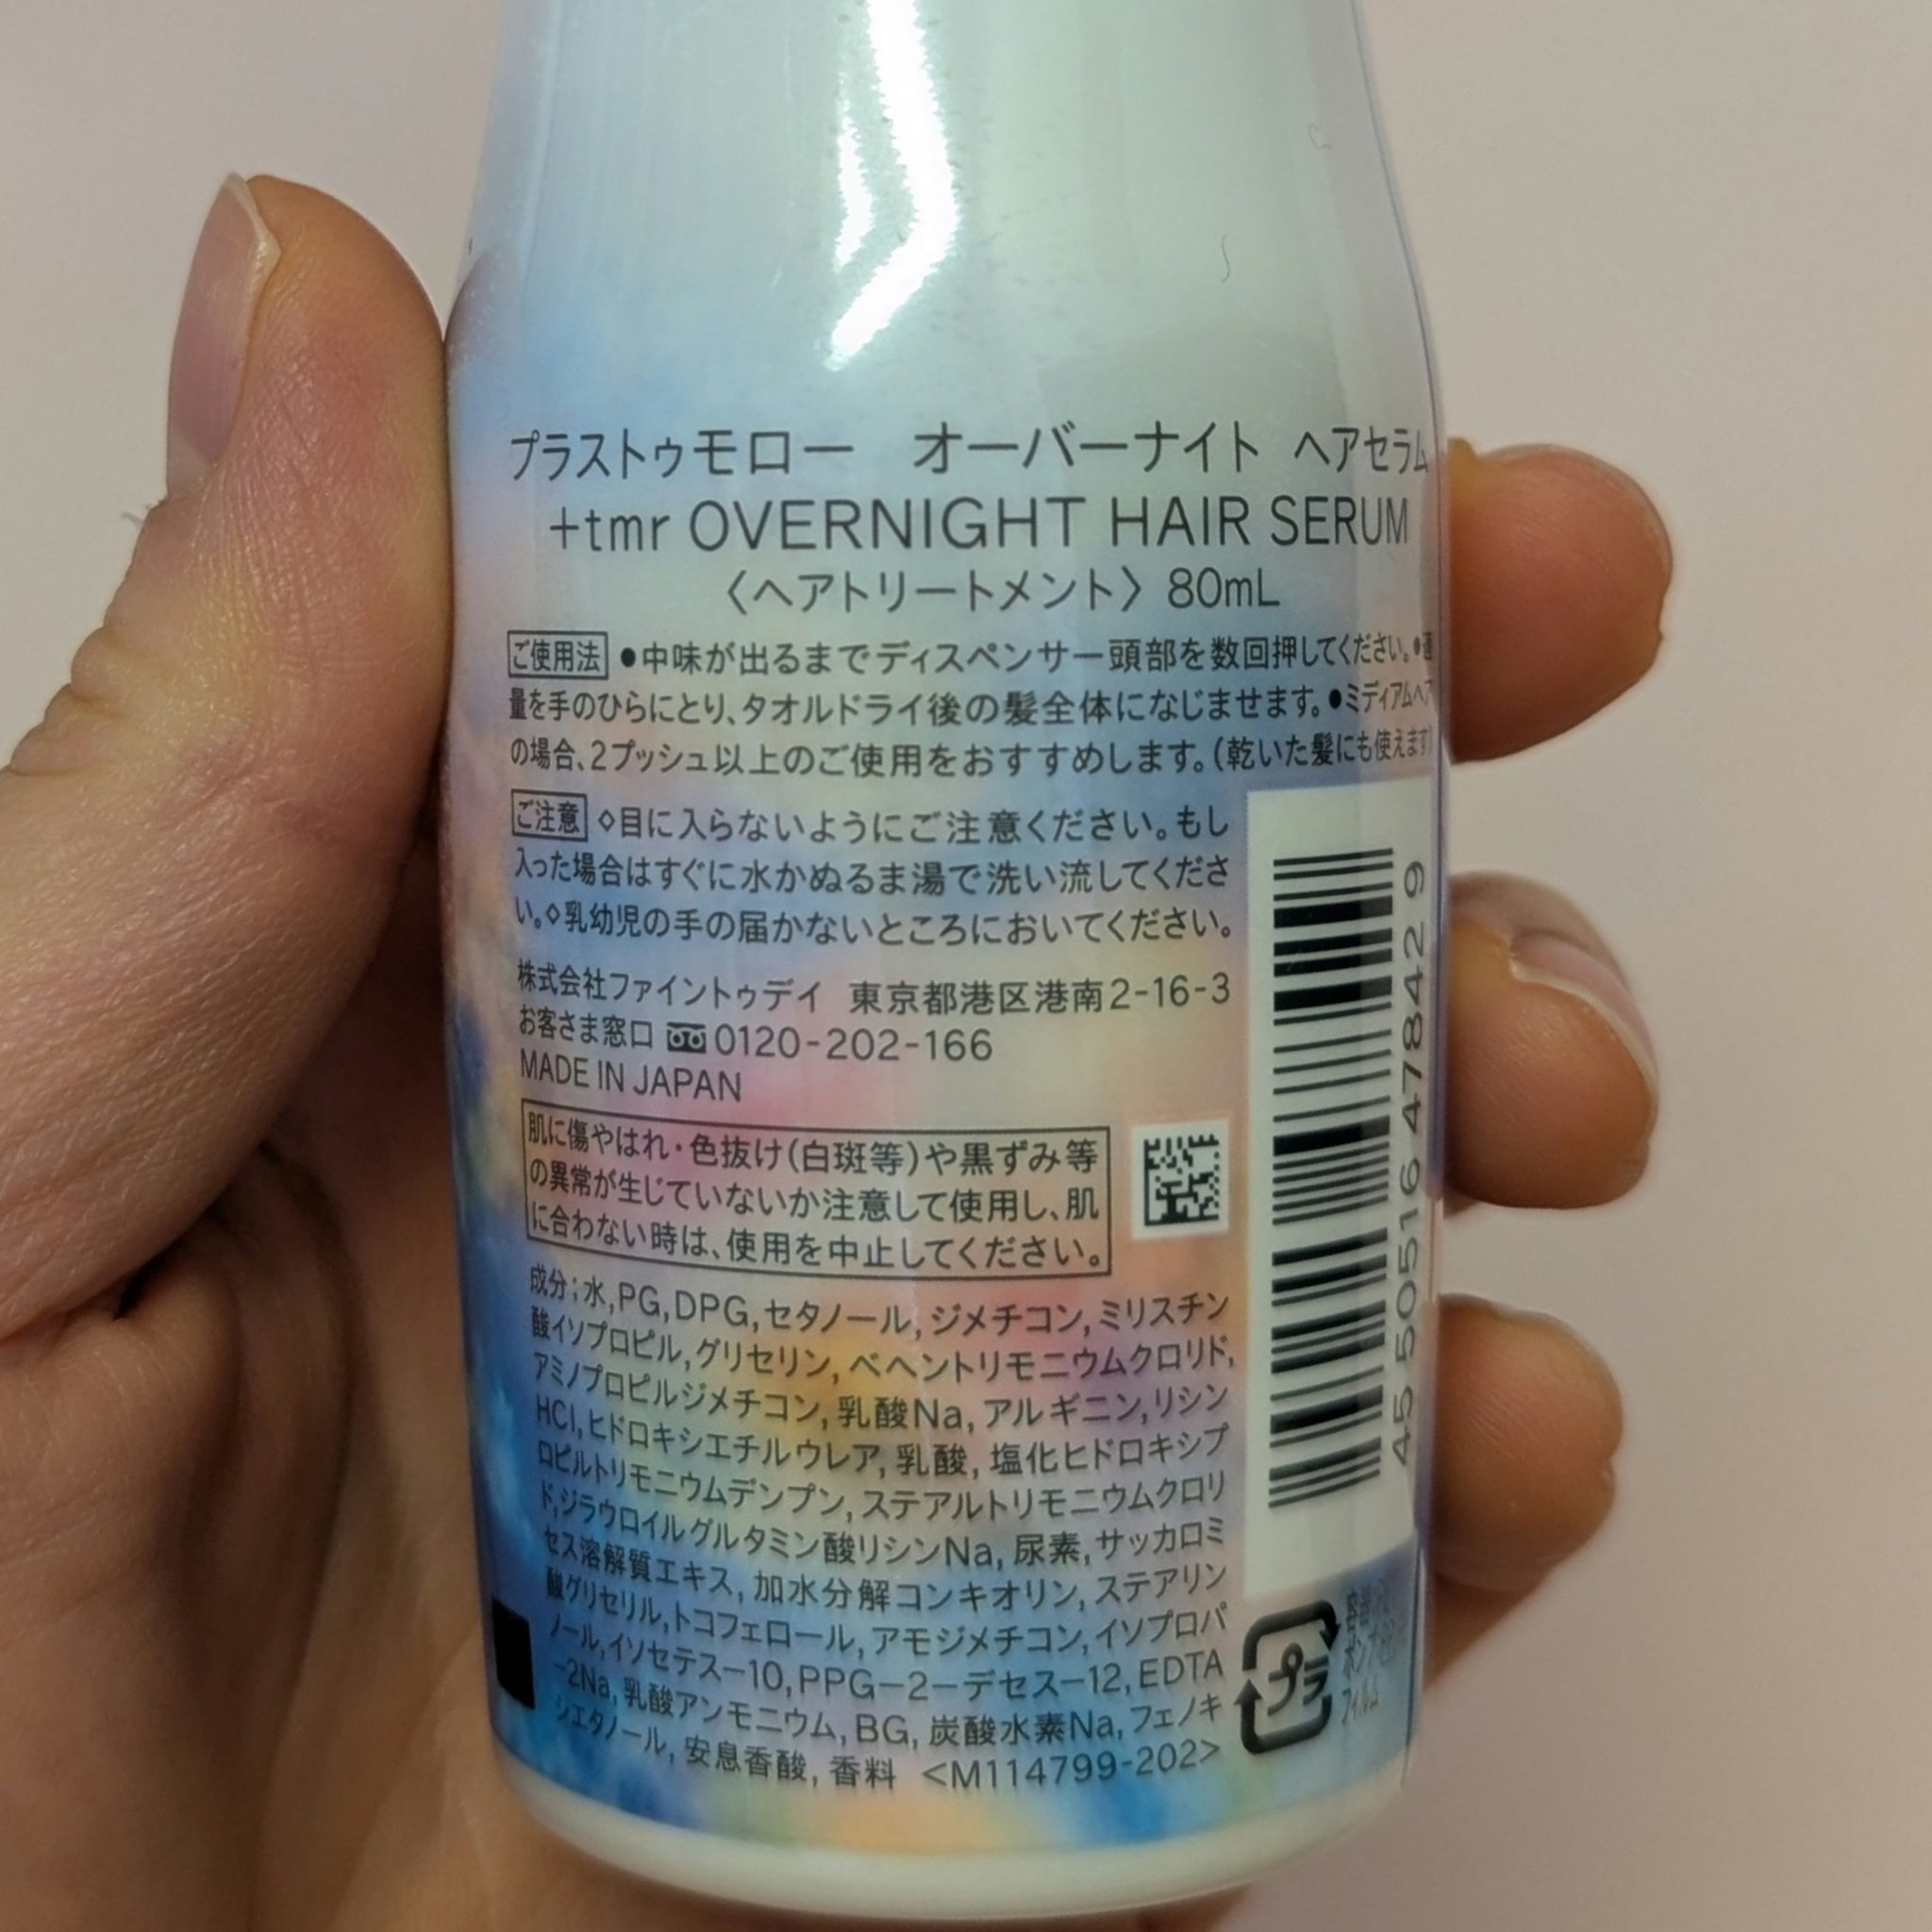 プラストゥモロー オーバーナイト ヘアセラム
+tmr OVERNIGHT HAIR SERUM
〈ヘアトリートメント〉80mL
ご使用法 ●中味が出るまでディスペンサー頭部を数回押してください。●適
量を手のひらにとり、タオルドライ後の髪全体になじませます。●ミディアムヘア
の場合、2プッシュ以上のご使用をおすすめします。(乾いた髪にも使えます)
ご注意 ◇目に入らないようにご注意ください。もし
入った場合はすぐに水かぬるま湯で洗い流してくださ
い。◇乳幼児の手の届かないところにおいてください。
株式会社ファイントゥデイ 東京都港区港南2-16-3
お客さま窓口 0120-202-166
MADE IN JAPAN
肌に傷やはれ・色抜け(白斑等)や黒ずみ等
の異常が生じていないか注意して使用し、肌
に合わない時は、使用を中止してください。
成分;水,PG,DPG,セタノール,ジメチコン,ミリスチン
酸イソプロピル,グリセリン,ベヘントリモニウムクロリド,
アミノプロピルジメチコン,乳酸Na,アルギニン,リシン
HCl,ヒドロキシエチルウレア,乳酸,塩化ヒドロキシプ
ロピルトリモニウムデンプン,ステアルトリモニウムクロリ
ド,ジラウロイルグルタミン酸リシンNa,尿素,サッカロミ
セス溶解質エキス,加水分解コンキオリン,ステアリン
酸グリセリル,トコフェロール,アモジメチコン,イソプロパ
ノール,イソセテス−10,PPG−2−デセス−12,EDTA
−2Na,乳酸アンモニウム,BG,炭酸水素Na,フェノキ
シエタノール,安息香酸,香料 <M114799-202>
4550516478429
プラ
フィルム